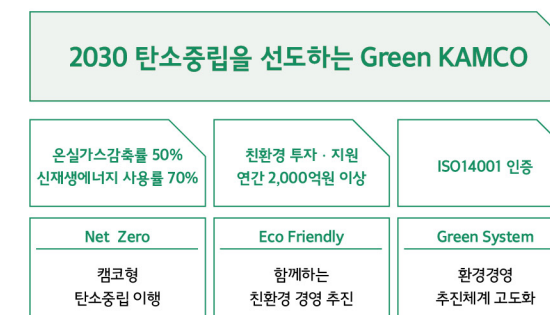 2030 탄소중립을 선도하는 Green KAMCO
온실가스감축률 50%
신재생에너지 사용률 70%
친환경 투자 · 지원
연간 2,000억원 이상
ISO14001 인증
Net Zero
캠코형
탄소중립 이행
Eco Friendly
함께하는
친환경 경영 추진
Green System
환경경영
추진체계 고도화